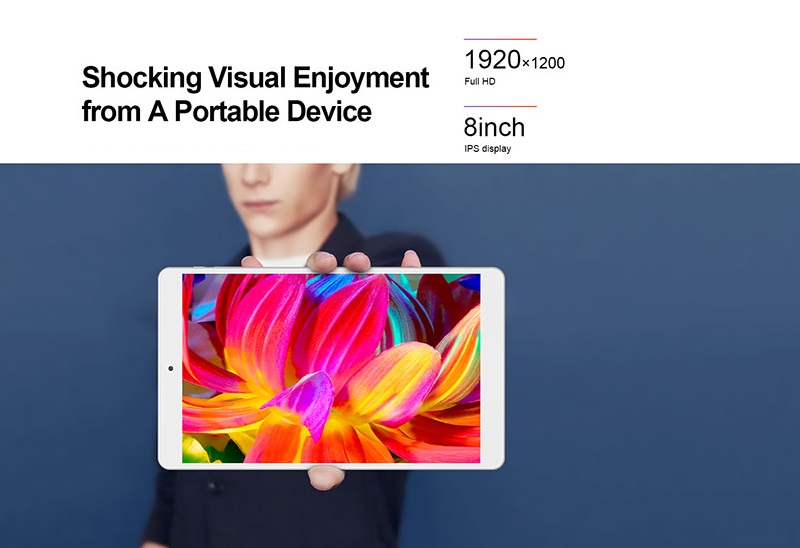 Shocking Visual Enjoyment
from A Portable Device
1920×1200
Full HD
8inch
IPS display